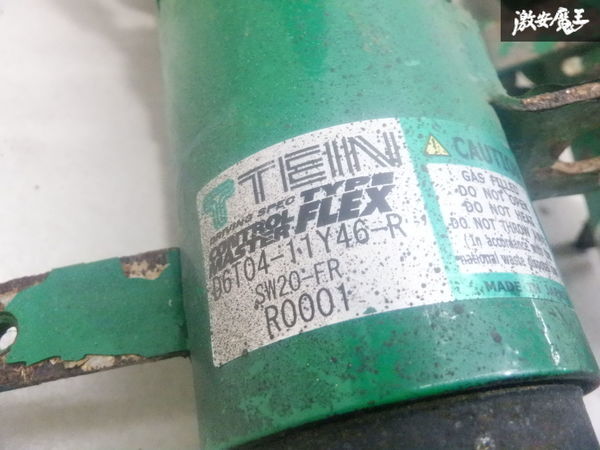 激安魔王
TEIN
DRIVING SPEC
CONTROL MASTER
TYPE FLEX
D6T04-11Y46-R
SW20-FR
R0001
CAUTION
GAS FILLED
DO NOT OPEN
DO NOT HEAT
DO NOT THROW
(in accordance
national waste disposal
MADE IN